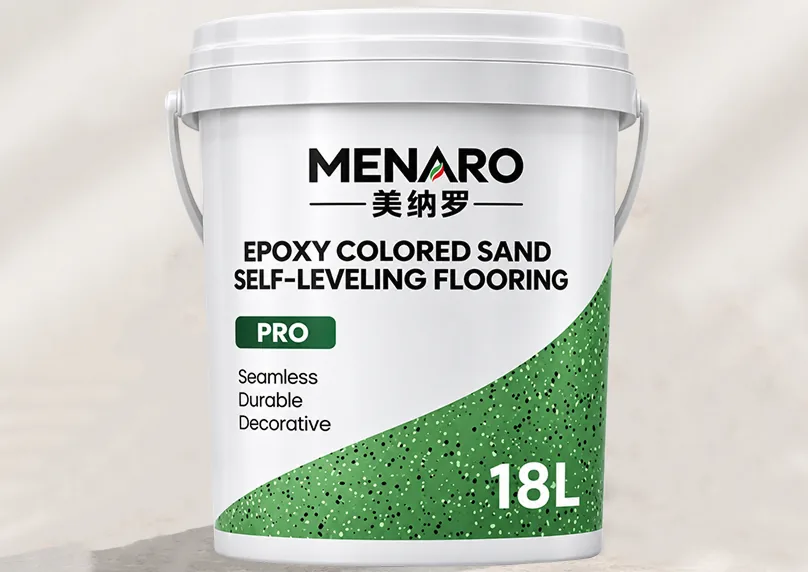 MENARO
美纳罗
EPOXY COLORED SAND
SELF-LEVELING FLOORING
PRO
Seamless
Durable
Decorative
18L